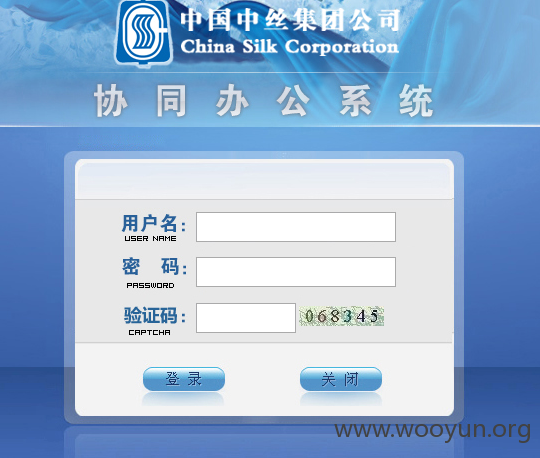 中国中丝集团公司
China Silk Corporation
协同办公系统
用户名:
USER NAME
密 码:
PASSWORD
验证码:
CAPTCHA
068345
登 录 关 闭
www.wooyun.org